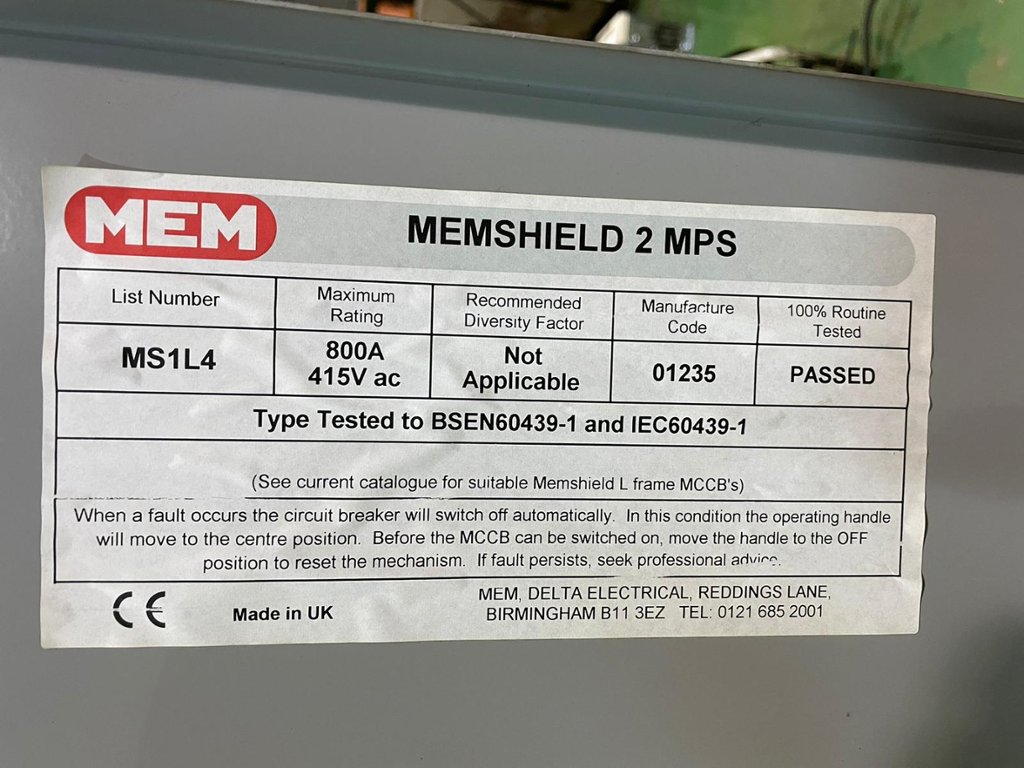 MEM
MEMSHIELD 2 MPS
List Number
Maximum
Rating
Recommended
Diversity Factor
Manufacture
Code
100% Routine
Tested
MS1L4
800A
415V ac
Not
Applicable
01235
PASSED
Type Tested to BSEN60439-1 and IEC60439-1
(See current catalogue for suitable Memshield L frame MCCB's)
When a fault occurs the circuit breaker will switch off automatically. In this condition the operating handle
will move to the centre position. Before the MCCB can be switched on, move the handle to the OFF
position to reset the mechanism. If fault persists, seek professional advice.
CE
Made in UK
MEM, DELTA ELECTRICAL, REDDINGS LANE,
BIRMINGHAM B11 3EZ TEL: 0121 685 2001